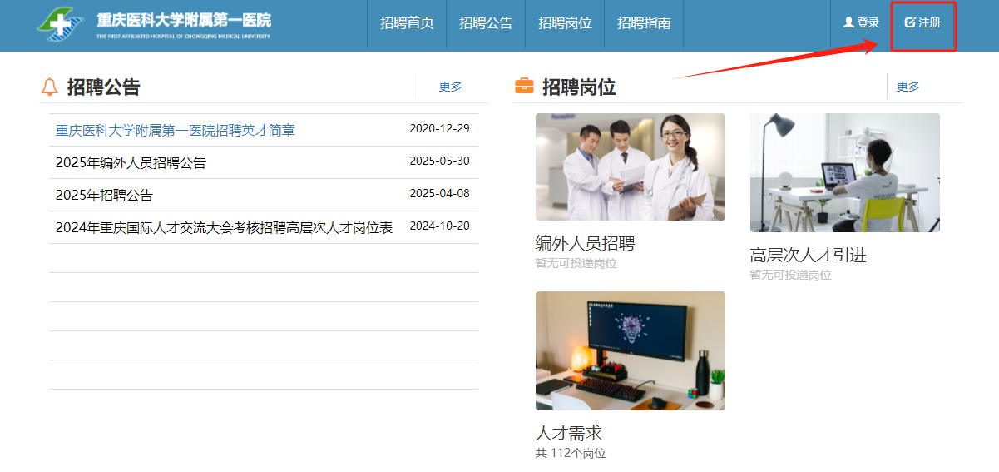 重庆医科大学附属第一医院
THE FIRST AFFILIATED HOSPITAL OF CHONGQING MEDICAL UNIVERSITY
招聘首页
招聘公告
招聘岗位
招聘指南
登录
注册
招聘公告
更多
重庆医科大学附属第一医院招聘英才简章 2020-12-29
2025年编外人员招聘公告 2025-05-30
2025年招聘公告 2025-04-08
2024年重庆国际人才交流大会考核招聘高层次人才岗位表 2024-10-20
招聘岗位
更多
Reception
编外人员招聘
暂无可投递岗位
高层次人才引进
暂无可投递岗位
人才需求
共 112个岗位